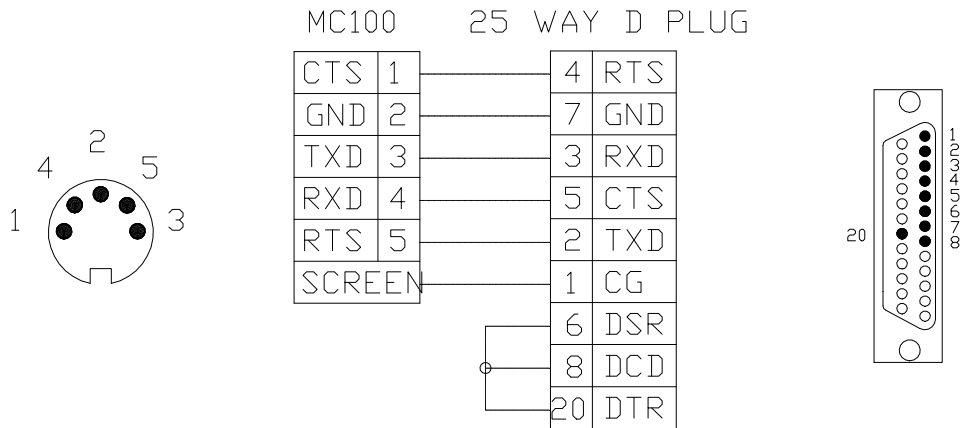 MC100 25 WAY D PLUG
CTS 1 4 RTS
GND 2 7 GND
TXD 3 3 RXD
RXD 4 5 CTS
RTS 5 2 TXD
SCREEN 1 CG
6 DSR
8 DCD
20 DTR
2
4 5
1 3
1
2
3
4
5
6
7
20 8